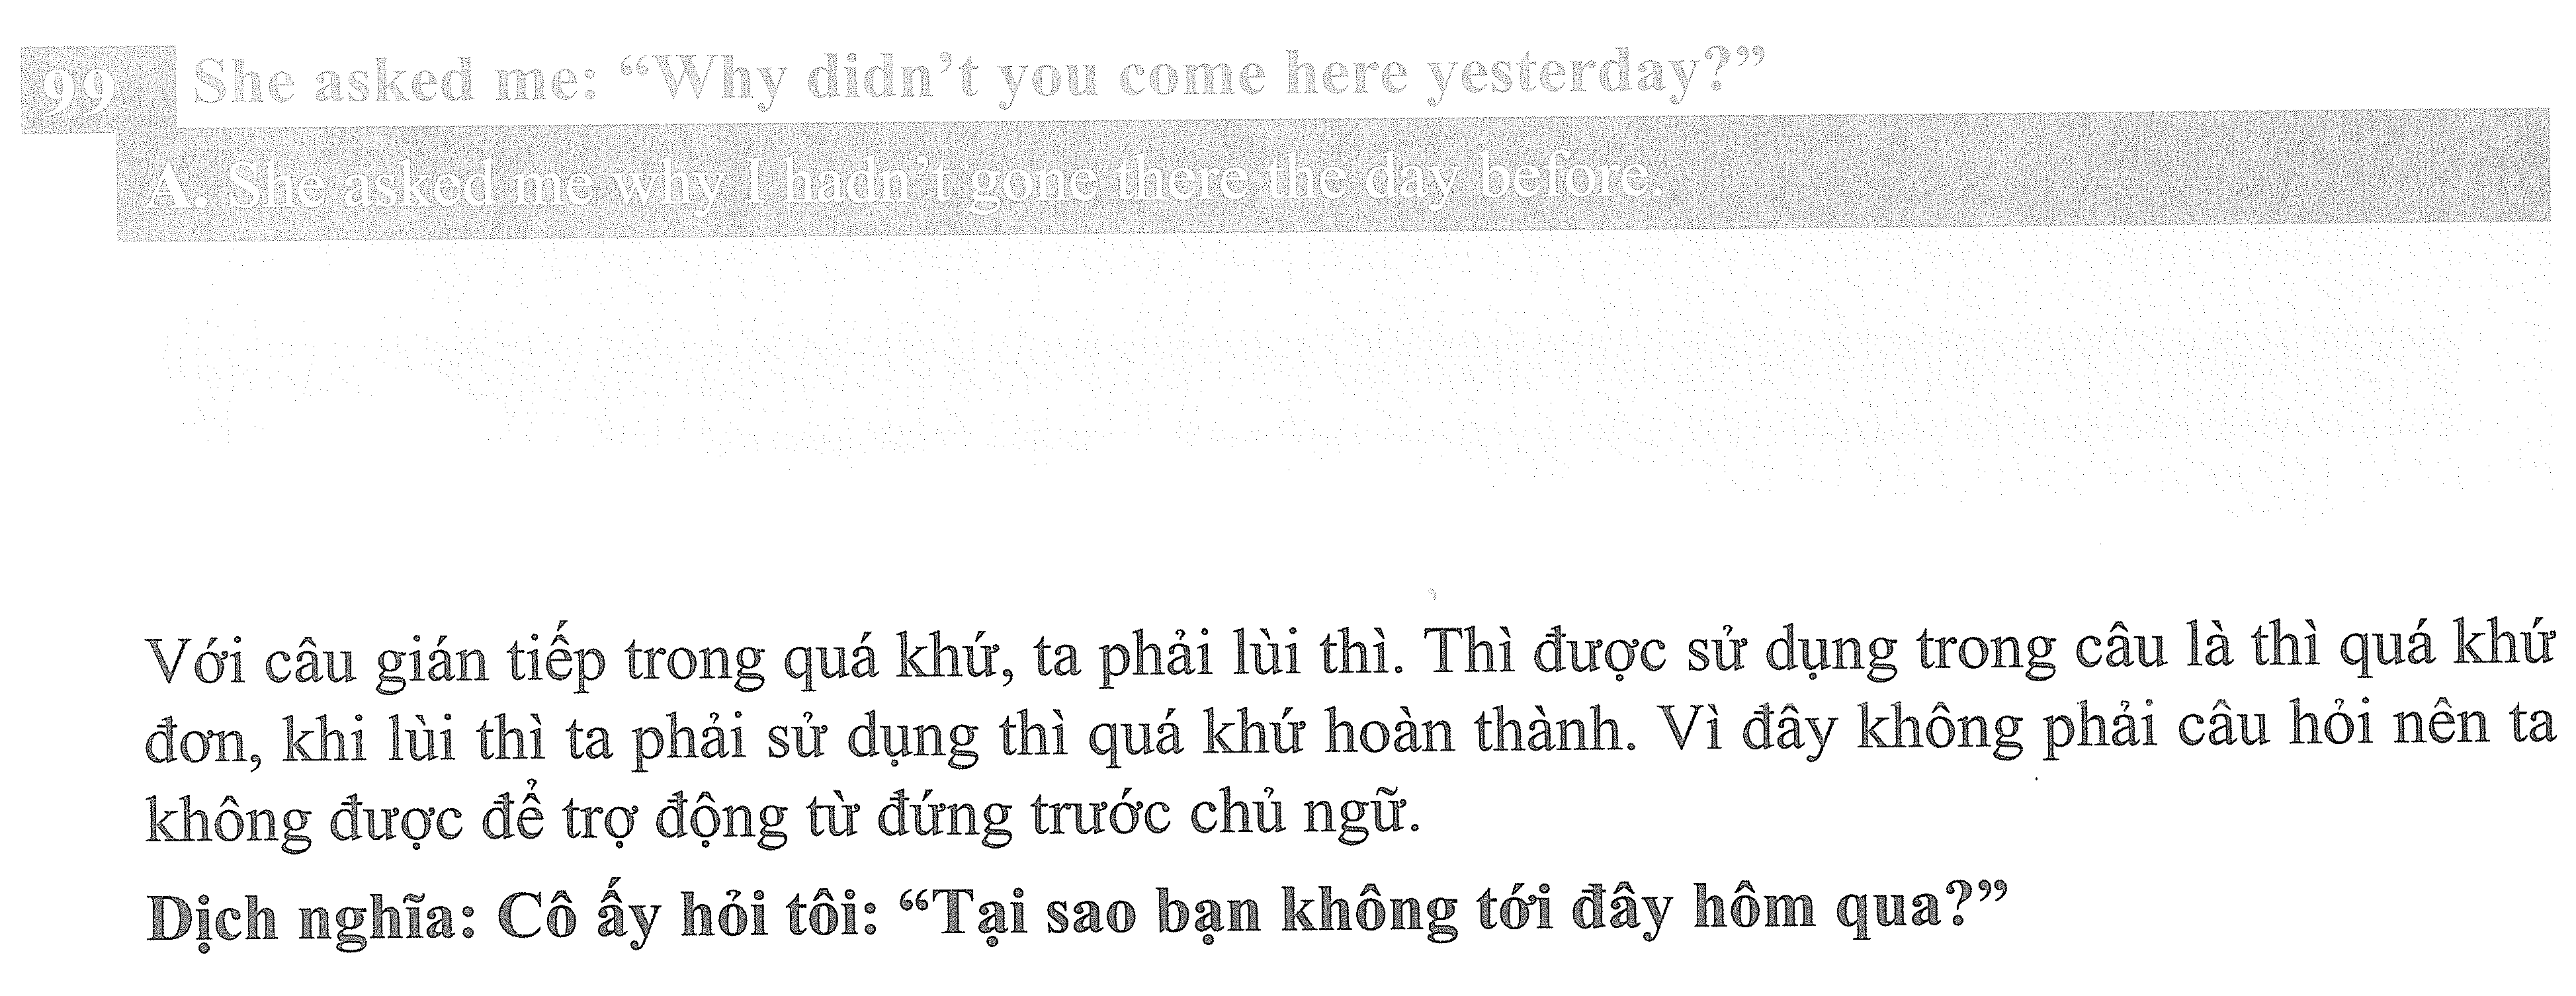 99 She asked me: “Why didn’t you come here yesterday?”
A. She asked me why I hadn’t gone there the day before.
Với câu gián tiếp trong quá khứ, ta phải lùi thì. Thì được sử dụng trong câu là thì quá khứ
đơn, khi lùi thì ta phải sử dụng thì quá khứ hoàn thành. Vì đây không phải câu hỏi nên ta
không được để trợ động từ đứng trước chủ ngữ.
Dịch nghĩa: Cô ấy hỏi tôi: “Tại sao bạn không tới đây hôm qua?”